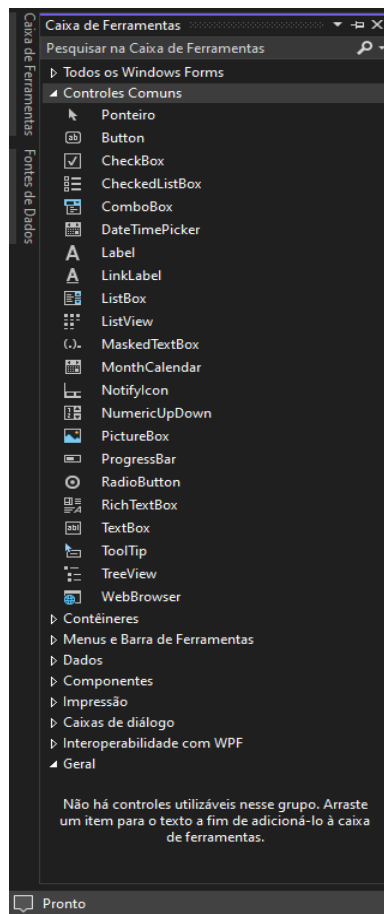 Caixa de Ferramentas
Fontes de Dados
Caixa de Ferramentas
Pesquisar na Caixa de Ferramentas
Todos os Windows Forms
Controles Comuns
Ponteiro
Button
CheckBox
CheckedListBox
ComboBox
DateTimePicker
Label
LinkLabel
ListBox
ListView
MaskedTextBox
MonthCalendar
NotifyIcon
NumericUpDown
PictureBox
ProgressBar
RadioButton
RichTextBox
TextBox
ToolTip
TreeView
WebBrowser
Contêineres
Menus e Barra de Ferramentas
Dados
Componentes
Impressão
Caixas de diálogo
Interoperabilidade com WPF
Geral
Não há controles utilizáveis nesse grupo. Arraste
um item para o texto a fim de adicioná-lo à caixa
de ferramentas.
Pronto